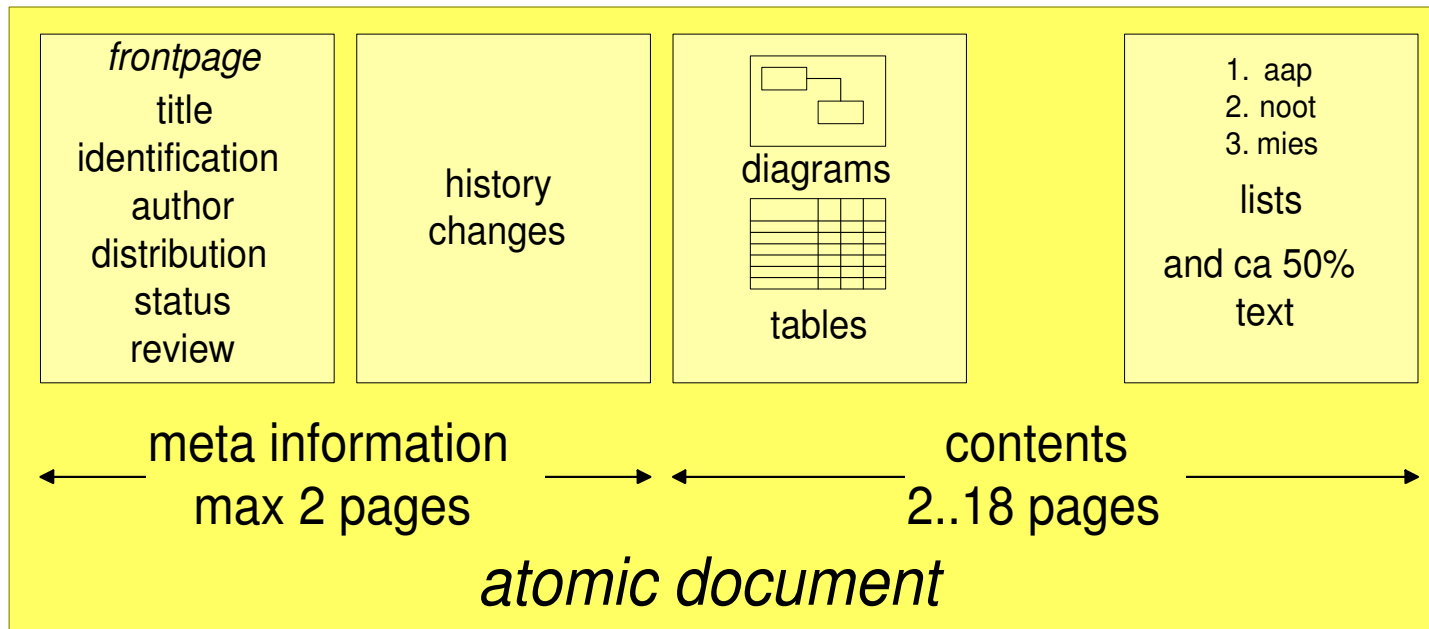 frontpage
title
identification
author
distribution
status
review
history
changes
diagrams
tables
1. aap
2. noot
3. mies
lists
and ca 50%
text
meta information
max 2 pages
contents
2..18 pages
atomic document